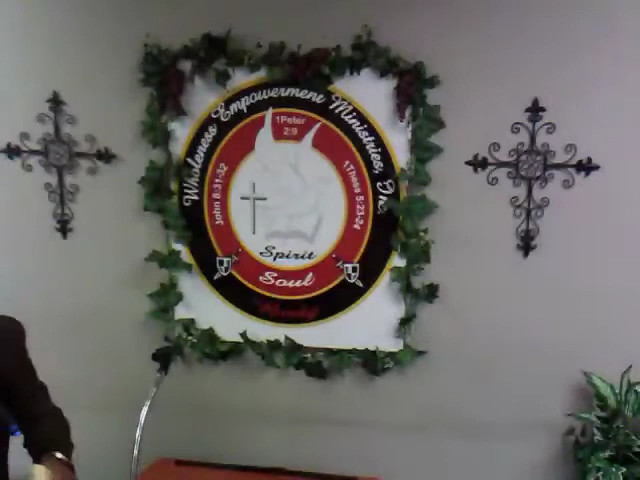 Wholeness Empowerment Ministries, Inc.
1Peter
2:9
John 8:31-32
1Thess 5:23-24
Spirit
Soul